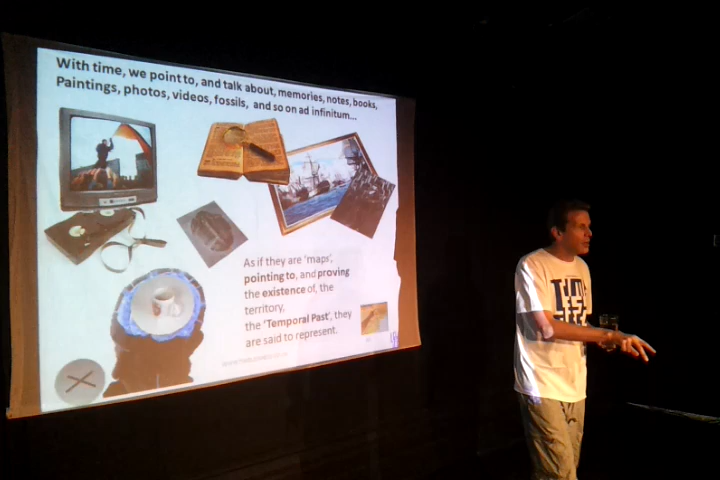 With time, we point to, and talk about, memories, notes, books,
Paintings, photos, videos, fossils, and so on ad infinitum...
As if they are 'maps',
pointing to, and proving
the existence of, the
territory,
the 'Temporal Past', they
are said to represent.